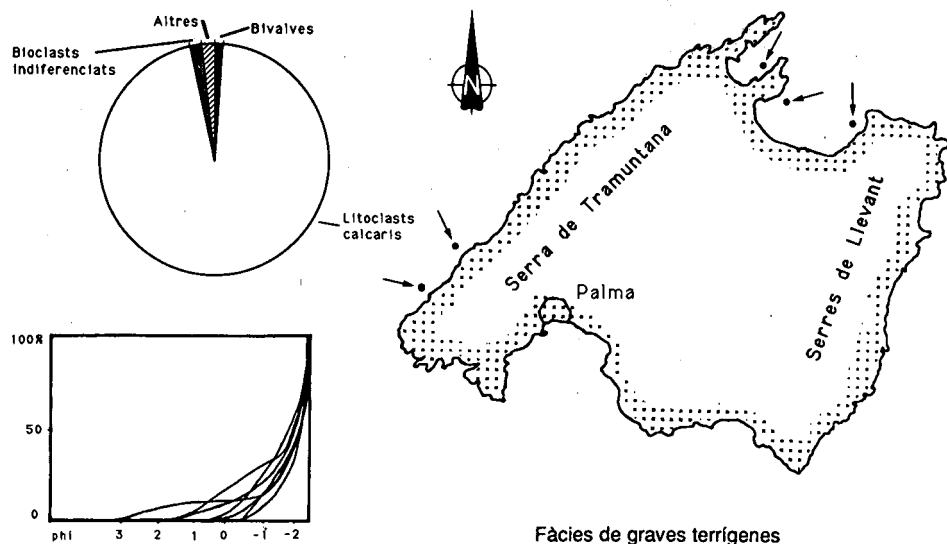 Altres
Bivalves
Bioclasts
indiferenciats
Litoclasts
calcaris
N
Serra de Tramuntana
Palma
Serres de Llevant
100%
50
0
phi 3 2 1 0 -1 -2
Fàcies de graves terrígenes